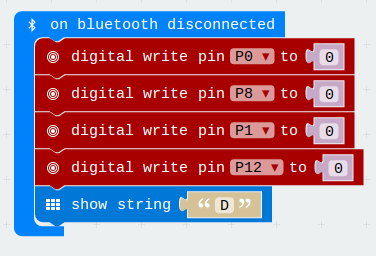 on bluetooth disconnected
digital write pin P0 ▼ to 0
digital write pin P8 ▼ to 0
digital write pin P1 ▼ to 0
digital write pin P12 ▼ to 0
show string “ D ”